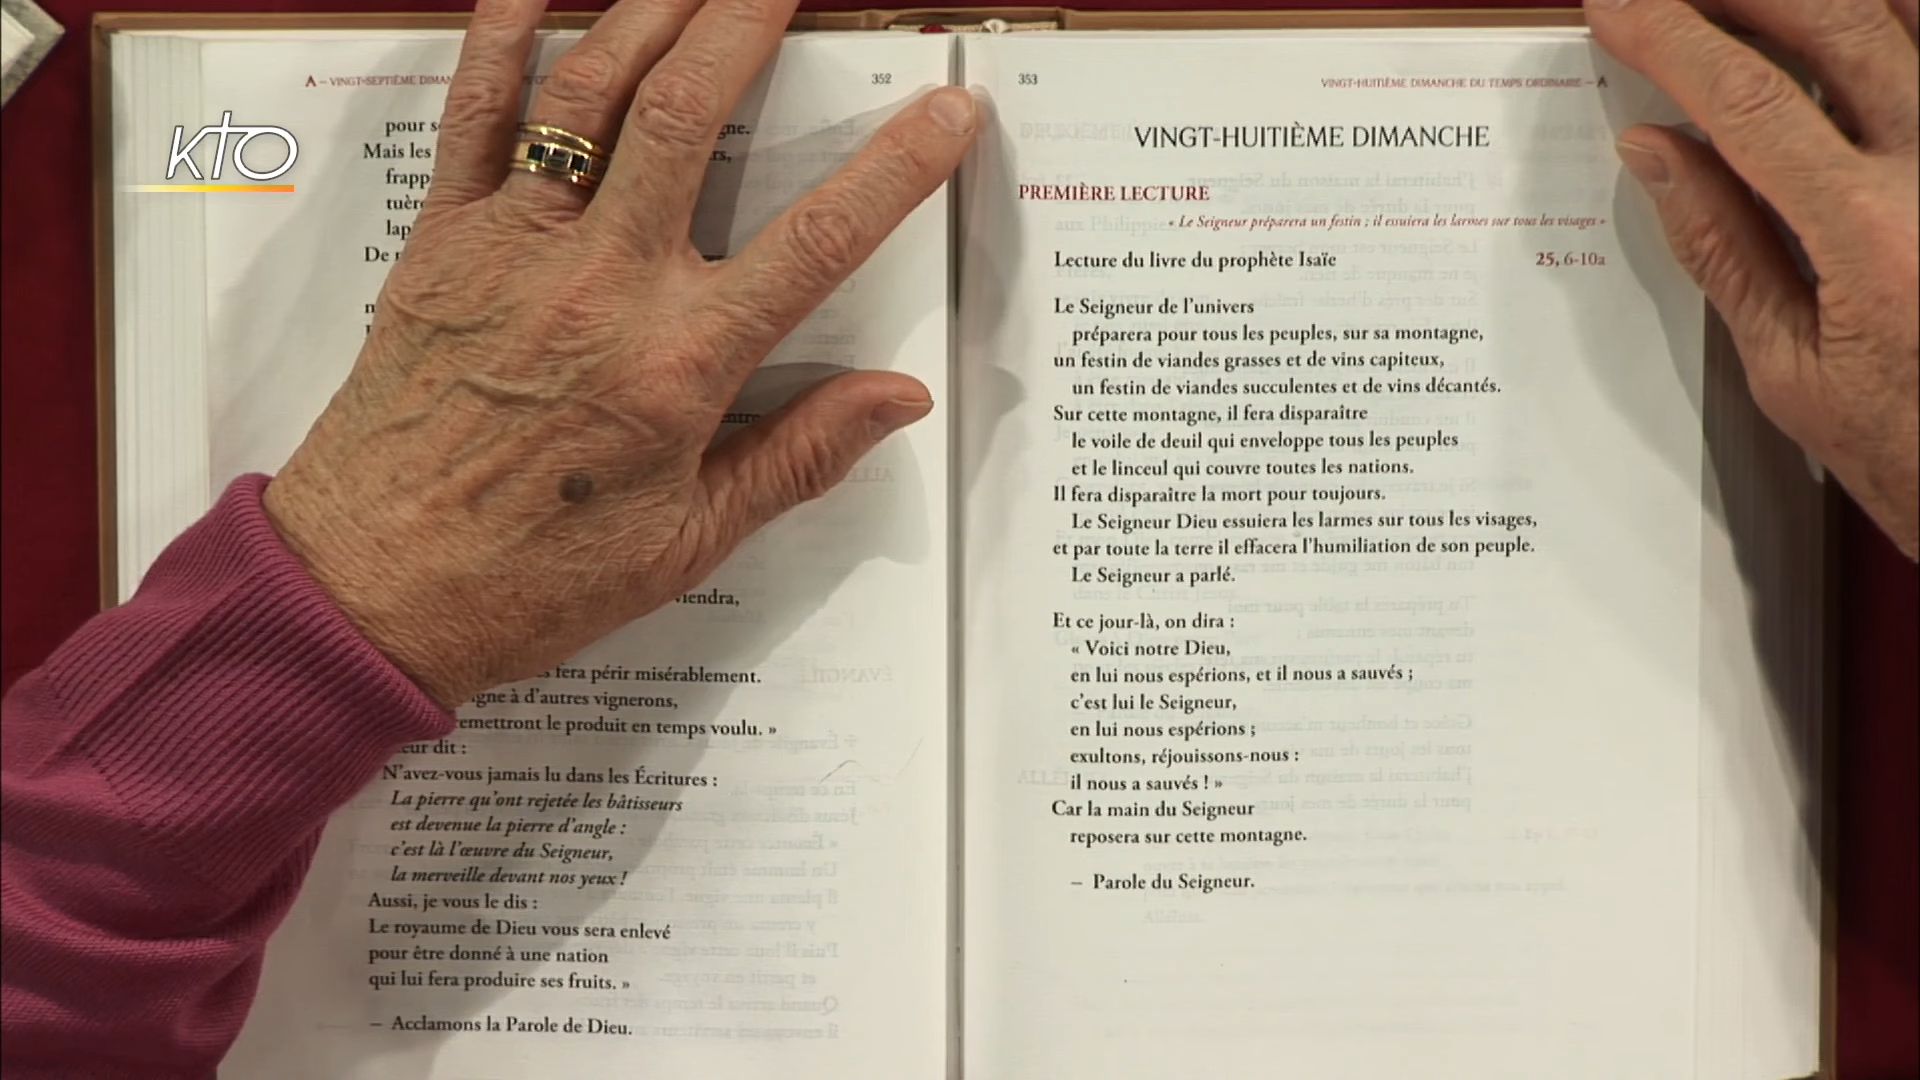 KTO
A – VINGT-SEPTIÈME
352
pour
gne.
Mais les
frapp
tuèr
lap
De
viendra,
fera périr misérablement.
igne à d'autres vignerons,
remettront le produit en temps voulu. »
eur dit :
N'avez-vous jamais lu dans les Écritures :
La pierre qu'ont rejetée les bâtisseurs
est devenue la pierre d'angle :
c'est là l'œuvre du Seigneur,
la merveille devant nos yeux !
Aussi, je vous le dis :
Le royaume de Dieu vous sera enlevé
pour être donné à une nation
qui lui fera produire ses fruits. »
– Acclamons la Parole de Dieu.
353
VINGT-HUITIÈME DIMANCHE DU TEMPS ORDINAIRE – A
VINGT-HUITIÈME DIMANCHE
PREMIÈRE LECTURE
« Le Seigneur préparera un festin ; il essuiera les larmes sur tous les visages »
Lecture du livre du prophète Isaïe 25, 6-10a
Le Seigneur de l'univers
préparera pour tous les peuples, sur sa montagne,
un festin de viandes grasses et de vins capiteux,
un festin de viandes succulentes et de vins décantés.
Sur cette montagne, il fera disparaître
le voile de deuil qui enveloppe tous les peuples
et le linceul qui couvre toutes les nations.
Il fera disparaître la mort pour toujours.
Le Seigneur Dieu essuiera les larmes sur tous les visages,
et par toute la terre il effacera l'humiliation de son peuple.
Le Seigneur a parlé.
Et ce jour-là, on dira :
« Voici notre Dieu,
en lui nous espérions, et il nous a sauvés ;
c'est lui le Seigneur,
en lui nous espérions ;
exultons, réjouissons-nous :
il nous a sauvés ! »
Car la main du Seigneur
reposera sur cette montagne.
– Parole du Seigneur.